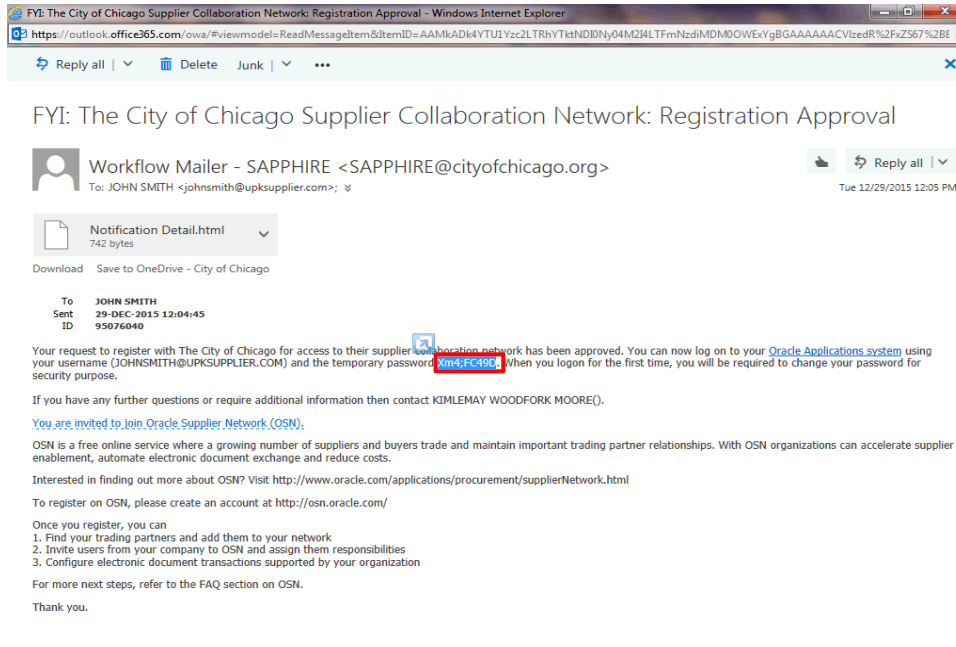 FYI: The City of Chicago Supplier Collaboration Network: Registration Approval - Windows Internet Explorer
https://outlook.office365.com/owa/#viewmodel=ReadMessageItem&ItemID=
Reply all | Delete Junk | •••
FYI: The City of Chicago Supplier Collaboration Network: Registration Approval
Workflow Mailer - SAPPHIRE <SAPPHIRE@cityofchicago.org>
Reply all |
To: JOHN SMITH <johnsmith@upksupplier.com>;
Tue 12/29/2015 12:05 PM
Notification Detail.html
742 bytes
Download Save to OneDrive - City of Chicago
To JOHN SMITH
Sent 29-DEC-2015 12:04:45
ID 95076040
Your request to register with The City of Chicago for access to their supplier collaboration network has been approved. You can now log on to your Oracle Applications system using
your username (JOHNSMITH@UPKSUPPLIER.COM) and the temporary password Xm4;FC49D. When you logon for the first time, you will be required to change your password for
security purpose.
If you have any further questions or require additional information then contact KIMLEMAY WOODFORK MOORE().
You are invited to join Oracle Supplier Network (OSN).
OSN is a free online service where a growing number of suppliers and buyers trade and maintain important trading partner relationships. With OSN organizations can accelerate supplier
enablement, automate electronic document exchange and reduce costs.
Interested in finding out more about OSN? Visit http://www.oracle.com/applications/procurement/supplierNetwork.html
To register on OSN, please create an account at http://osn.oracle.com/
Once you register, you can
1. Find your trading partners and add them to your network
2. Invite users from your company to OSN and assign them responsibilities
3. Configure electronic document transactions supported by your organization
For more next steps, refer to the FAQ section on OSN.
Thank you.